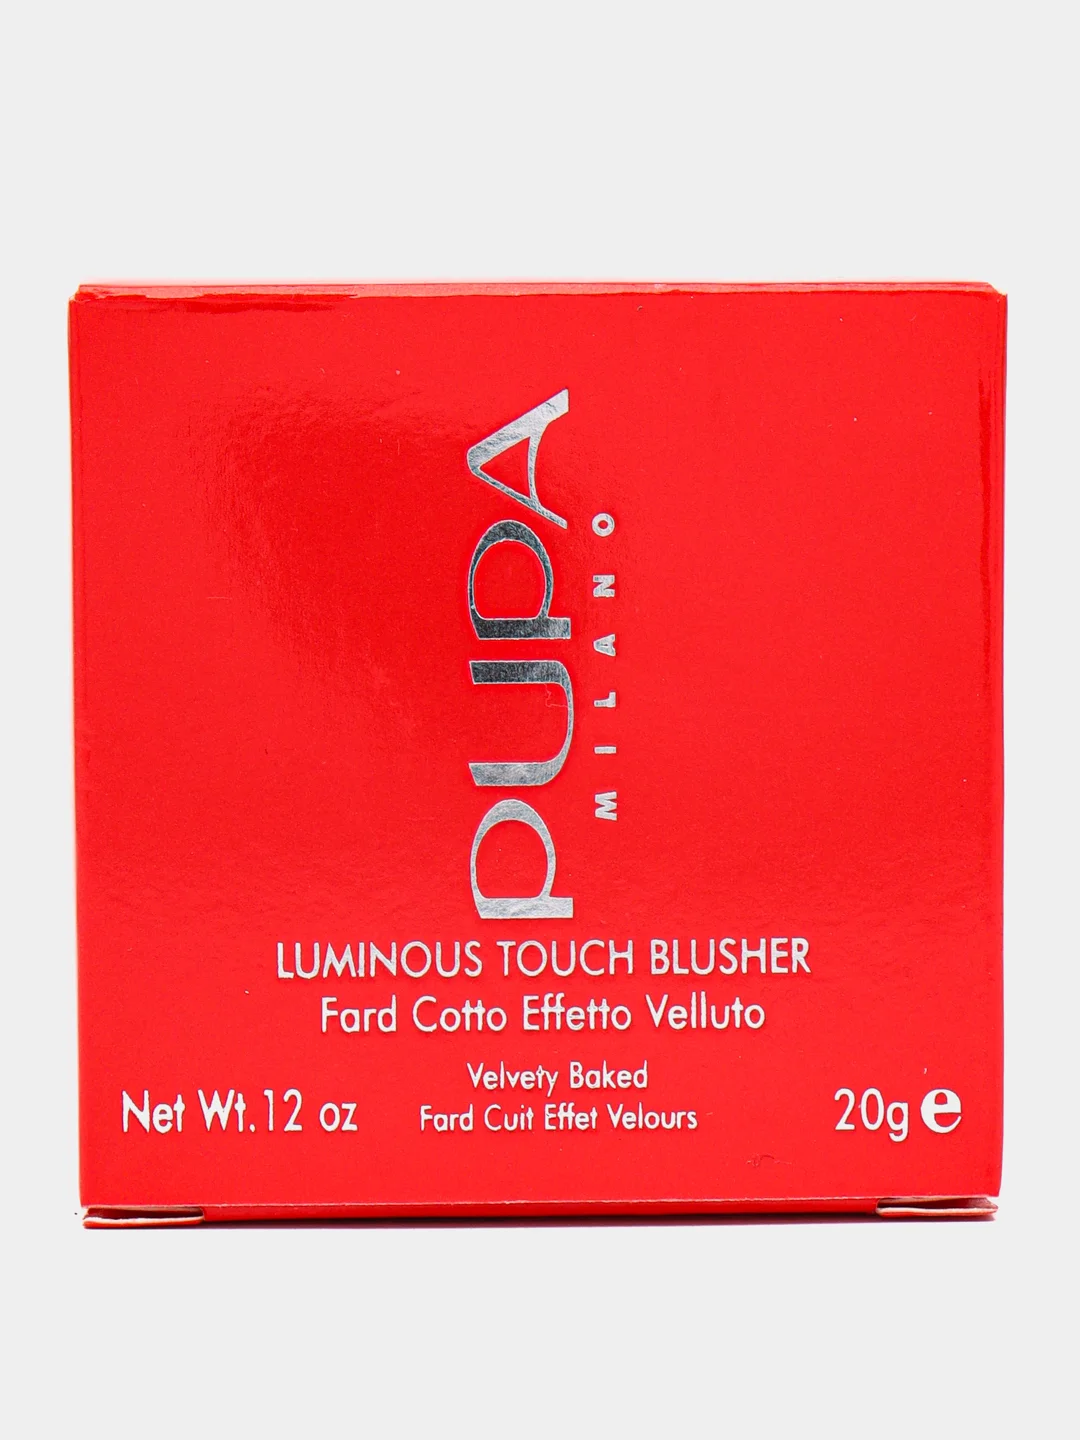 PUPA
MILANO
LUMINOUS TOUCH BLUSHER
Fard Cotto Effetto Velluto
Velvety Baked
Net Wt.12 oz
Fard Cuit Effet Velours
20g e